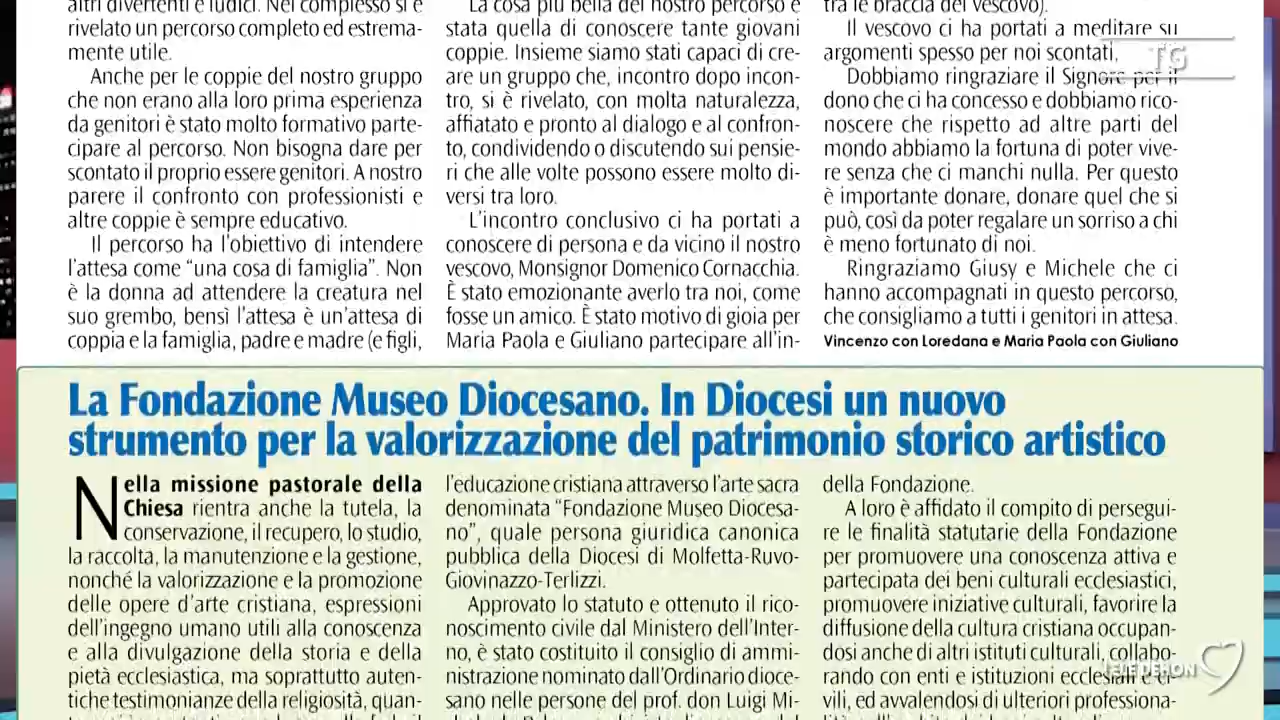 altri divertenti e ludici. Nel complesso si è
rivelato un percorso completo ed estrema-
mente utile.
Anche per le coppie del nostro gruppo
che non erano alla loro prima esperienza
da genitori è stato molto formativo parte-
cipare al percorso. Non bisogna dare per
scontato il proprio essere genitori. A nostro
parere il confronto con professionisti e
altre coppie è sempre educativo.
Il percorso ha l'obiettivo di intendere
l'attesa come "una cosa di famiglia". Non
è la donna ad attendere la creatura nel
suo grembo, bensì l'attesa è un'attesa di
coppia e la famiglia, padre e madre (e figli,
La cosa più bella del nostro percorso è
stata quella di conoscere tante giovani
coppie. Insieme siamo stati capaci di cre-
are un gruppo che, incontro dopo incon-
tro, si è rivelato, con molta naturalezza,
affiatato e pronto al dialogo e al confron-
to, condividendo o discutendo sui pensie-
ri che alle volte possono essere molto di-
versi tra loro.
L'incontro conclusivo ci ha portati a
conoscere di persona e da vicino il nostro
vescovo, Monsignor Domenico Cornacchia.
È stato emozionante averlo tra noi, come
fosse un amico. È stato motivo di gioia per
Maria Paola e Giuliano partecipare all'in-
tra le braccia del vescovo).
Il vescovo ci ha portati a meditare su
argomenti spesso per noi scontati.
Dobbiamo ringraziare il Signore per il
dono che ci ha concesso e dobbiamo rico-
noscere che rispetto ad altre parti del
mondo abbiamo la fortuna di poter vive-
re senza che ci manchi nulla. Per questo
è importante donare, donare quel che si
può, così da poter regalare un sorriso a chi
è meno fortunato di noi.
Ringraziamo Giusy e Michele che ci
hanno accompagnati in questo percorso,
che consigliamo a tutti i genitori in attesa.
Vincenzo con Loredana e Maria Paola con Giuliano
TG
La Fondazione Museo Diocesano. In Diocesi un nuovo
strumento per la valorizzazione del patrimonio storico artistico
Nella missione pastorale della
Chiesa rientra anche la tutela, la
conservazione, il recupero, lo studio,
la raccolta, la manutenzione e la gestione,
nonché la valorizzazione e la promozione
delle opere d'arte cristiana, espressioni
dell'ingegno umano utili alla conoscenza
e alla divulgazione della storia e della
pietà ecclesiastica, ma soprattutto auten-
tiche testimonianze della religiosità, quan-
l'educazione cristiana attraverso l'arte sacra
denominata "Fondazione Museo Diocesa-
no", quale persona giuridica canonica
pubblica della Diocesi di Molfetta-Ruvo-
Giovinazzo-Terlizzi.
Approvato lo statuto e ottenuto il rico-
noscimento civile dal Ministero dell'Inter-
no, è stato costituito il consiglio di ammi-
nistrazione nominato dall'Ordinario dioce-
sano nelle persone del prof. don Luigi Mi-
della Fondazione.
A loro è affidato il compito di persegui-
re le finalità statutarie della Fondazione
per promuovere una conoscenza attiva e
partecipata dei beni culturali ecclesiastici,
promuovere iniziative culturali, favorire la
diffusione della cultura cristiana occupan-
dosi anche di altri istituti culturali, collabo-
rando con enti e istituzioni ecclesiali e ci-
vili, ed avvalendosi di ulteriori professiona-
TELEDEHON